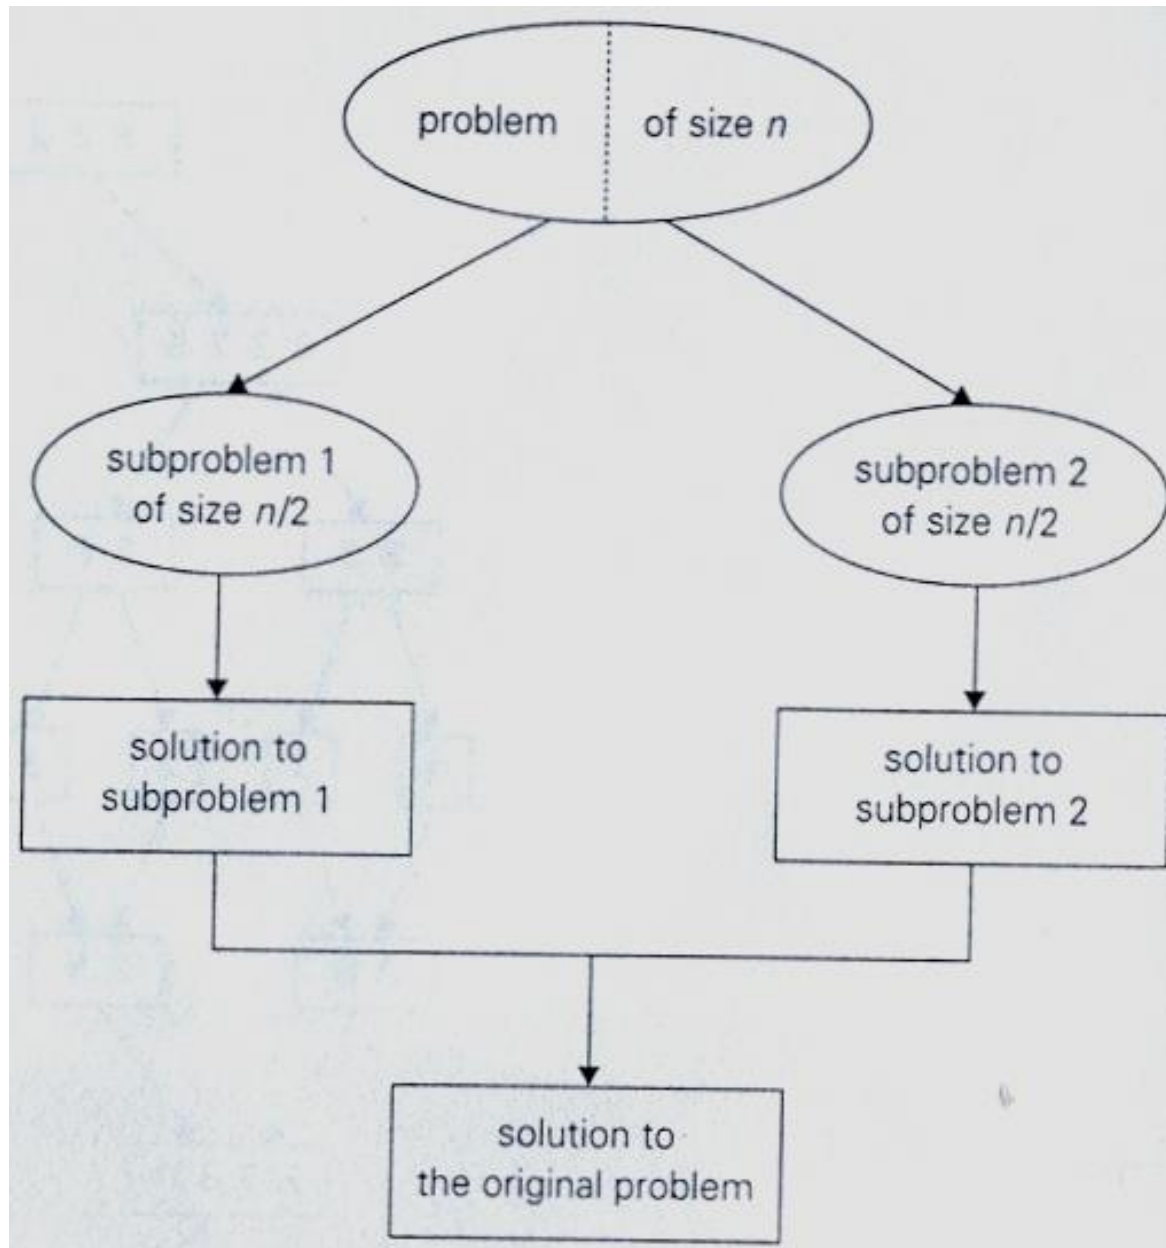 problem of size n
subproblem 1
of size n/2
subproblem 2
of size n/2
solution to
subproblem 1
solution to
subproblem 2
solution to
the original problem